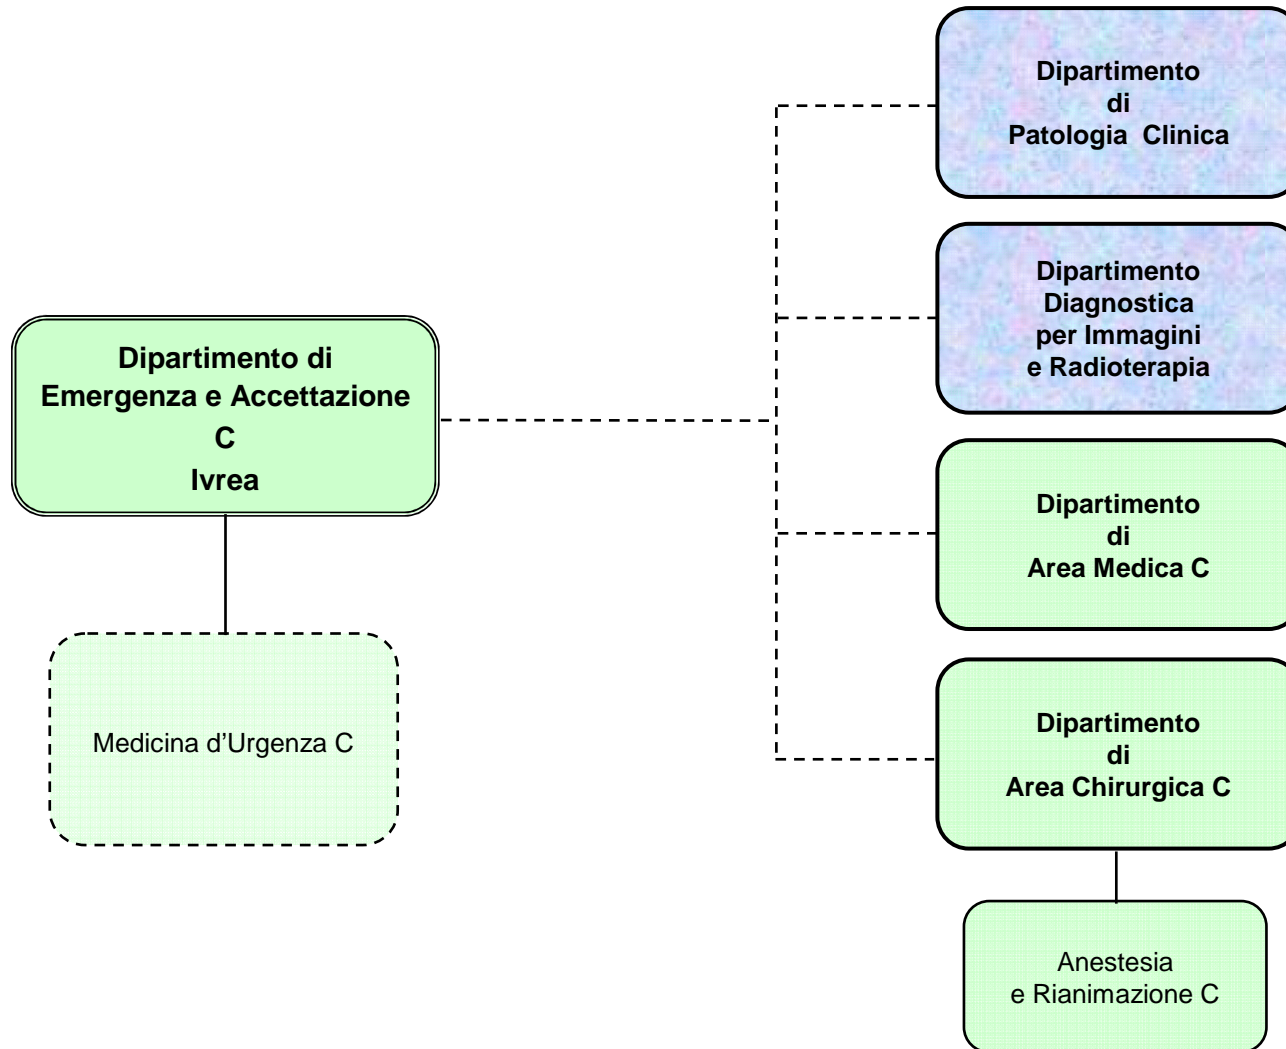 Dipartimento
di
Patologia Clinica
Dipartimento
Diagnostica
per Immagini
e Radioterapia
Dipartimento di
Emergenza e Accettazione
C
Ivrea
Dipartimento
di
Area Medica C
Medicina d’Urgenza C
Dipartimento
di
Area Chirurgica C
Anestesia
e Rianimazione C